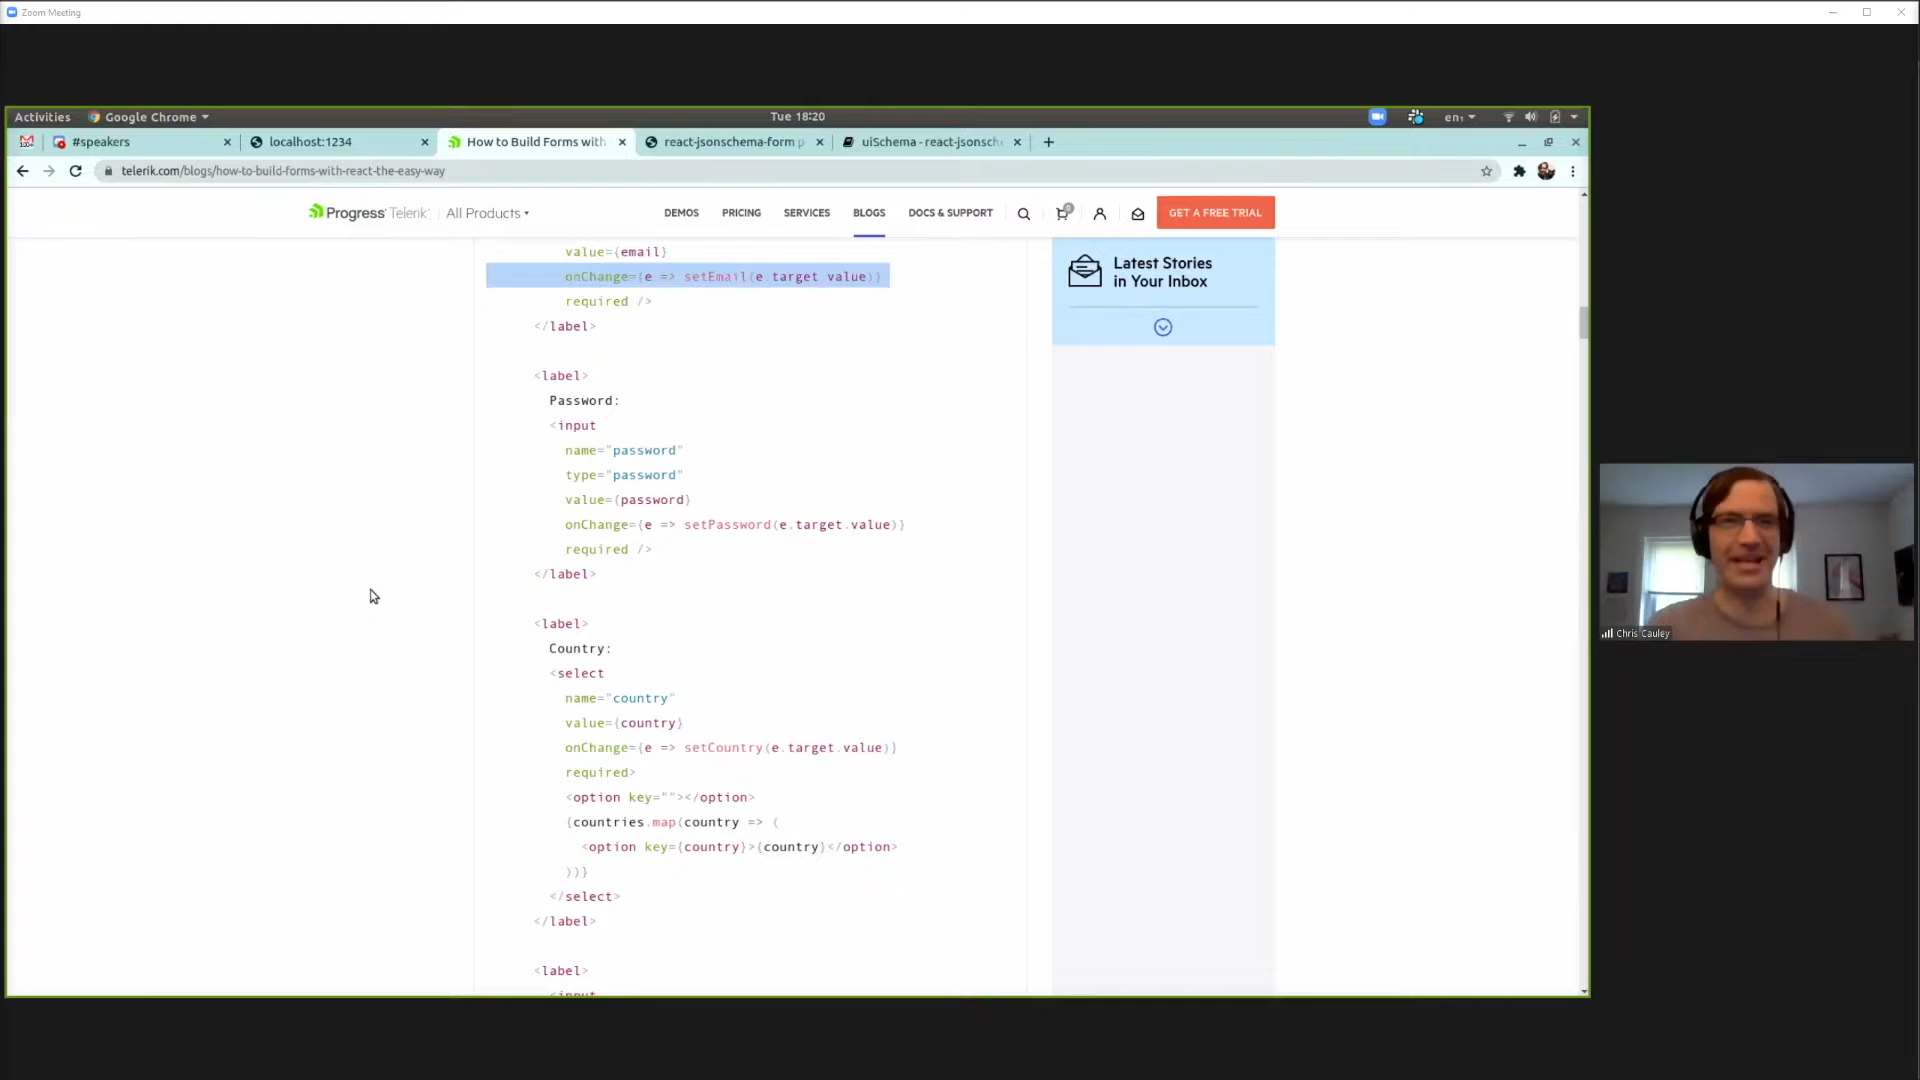 Zoom Meeting
Activities Google Chrome Tue 18:20 en₁
#speakers localhost:1234 How to Build Forms with react-jsonschema-form p uiSchema - react-jsonsch
telerik.com/blogs/how-to-build-forms-with-react-the-easy-way
Progress Telerik All Products DEMOS PRICING SERVICES BLOGS DOCS & SUPPORT 0 GET A FREE TRIAL
value={email}
onChange={e => setEmail(e.target.value)}
required />
</label>
<label>
Password:
<input
name="password"
type="password"
value={password}
onChange={e => setPassword(e.target.value)}
required />
</label>
<label>
Country:
<select
name="country"
value={country}
onChange={e => setCountry(e.target.value)}
required>
<option key=""></option>
{countries.map(country => (
<option key={country}>{country}</option>
))}
</select>
</label>
<label>
<input
Latest Stories
in Your Inbox
Chris Cauley